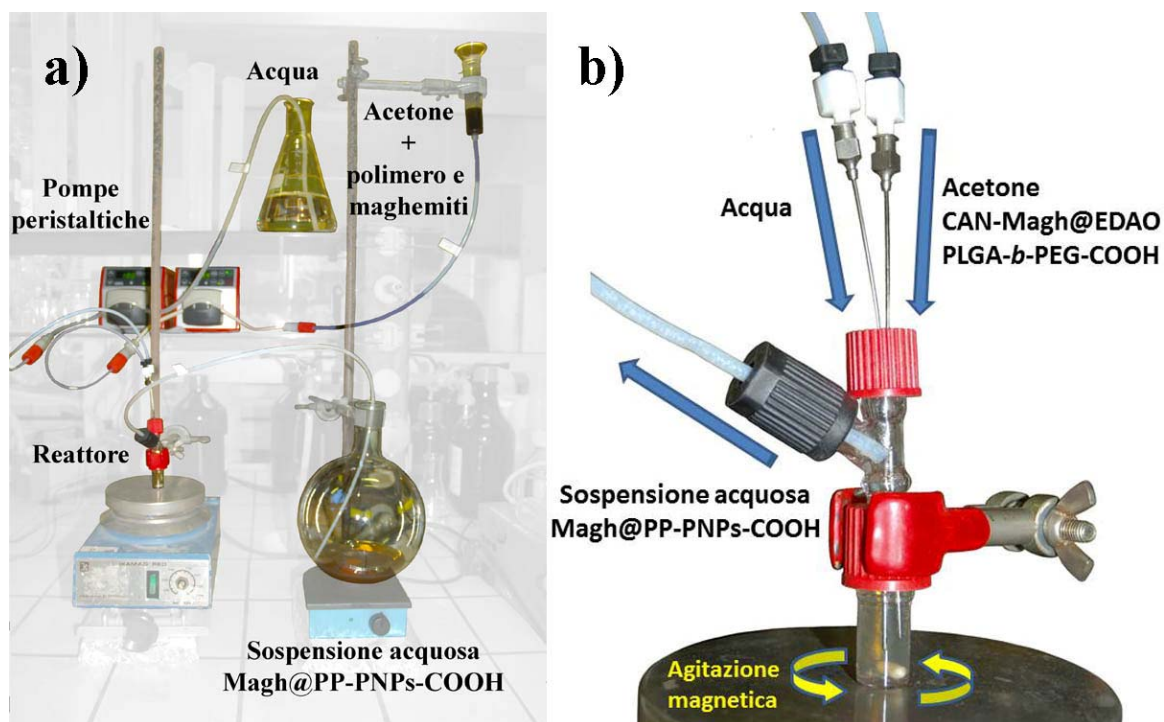 a)
Acqua
Acetone
+
polimero e
maghemiti
Pompe
peristaltiche
Reattore
Sospensione acquosa
Magh@PP-PNPs-COOH
b)
Acqua
Acetone
CAN-Magh@EDAO
PLGA-b-PEG-COOH
Sospensione acquosa
Magh@PP-PNPs-COOH
Agitazione
magnetica